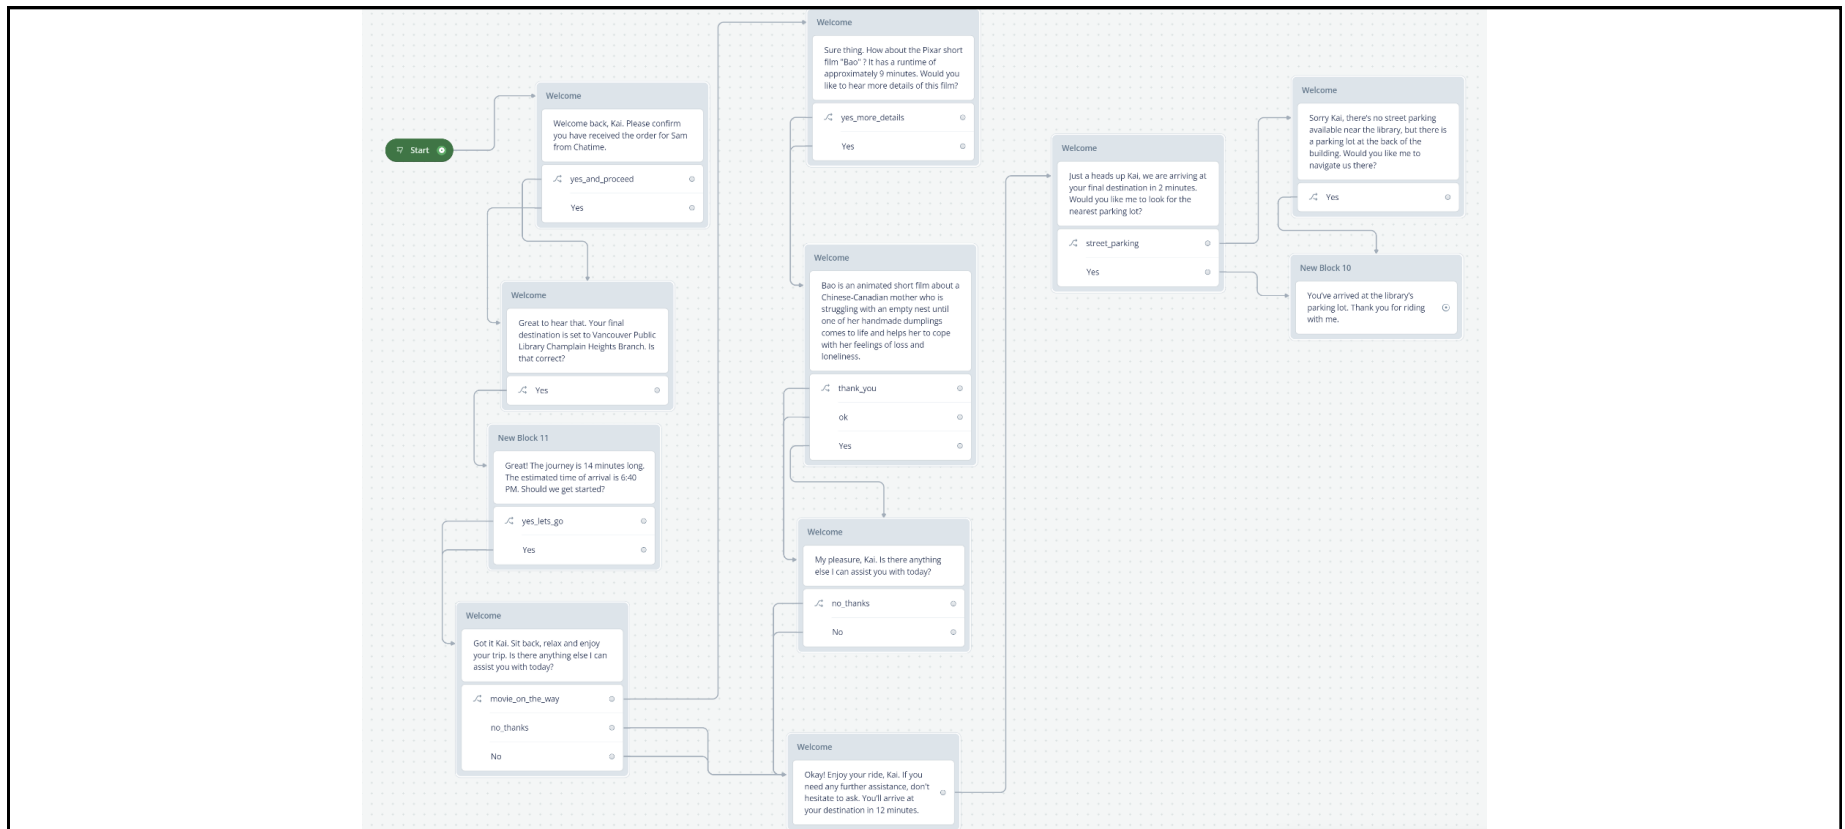 Start
Welcome
Welcome back, Kai. Please confirm
you have received the order for Sam
from Chatime.
yes_and_proceed
Yes
Welcome
Great to hear that. Your final
destination is set to Vancouver Public
Library Champlain Heights Branch. Is
that correct?
Yes
New Block 11
Great! The journey is 14 minutes long.
The estimated time of arrival is 6:40
PM. Should we get started?
yes_lets_go
Yes
Welcome
Got it Kai. Sit back, relax and enjoy
your trip. Is there anything else I can
assist you with today?
movie_on_the_way
no_thanks
No
Welcome
Sure thing. How about the Pixar short
film "Bao" ? It has a runtime of
approximately 9 minutes. Would you
like to hear more details of this film?
yes_more_details
Yes
Welcome
Bao is an animated short film about a
Chinese-Canadian mother who is
struggling with an empty nest until
one of her handmade dumplings
comes to life and helps her to cope
with her feelings of loss and
loneliness.
thank_you
ok
Yes
Welcome
My pleasure, Kai. Is there anything
else I can assist you with today?
no_thanks
No
Welcome
Okay! Enjoy your ride, Kai. If you
need any further assistance, don't
hesitate to ask. You'll arrive at
your destination in 12 minutes.
Welcome
Just a heads up Kai, we are arriving at
your final destination in 2 minutes.
Would you like me to look for the
nearest parking lot?
street_parking
Yes
Welcome
Sorry Kai, there's no street parking
available near the library, but there is
a parking lot at the back of the
building. Would you like me to
navigate us there?
Yes
New Block 10
You've arrived at the library's
parking lot. Thank you for riding
with me.